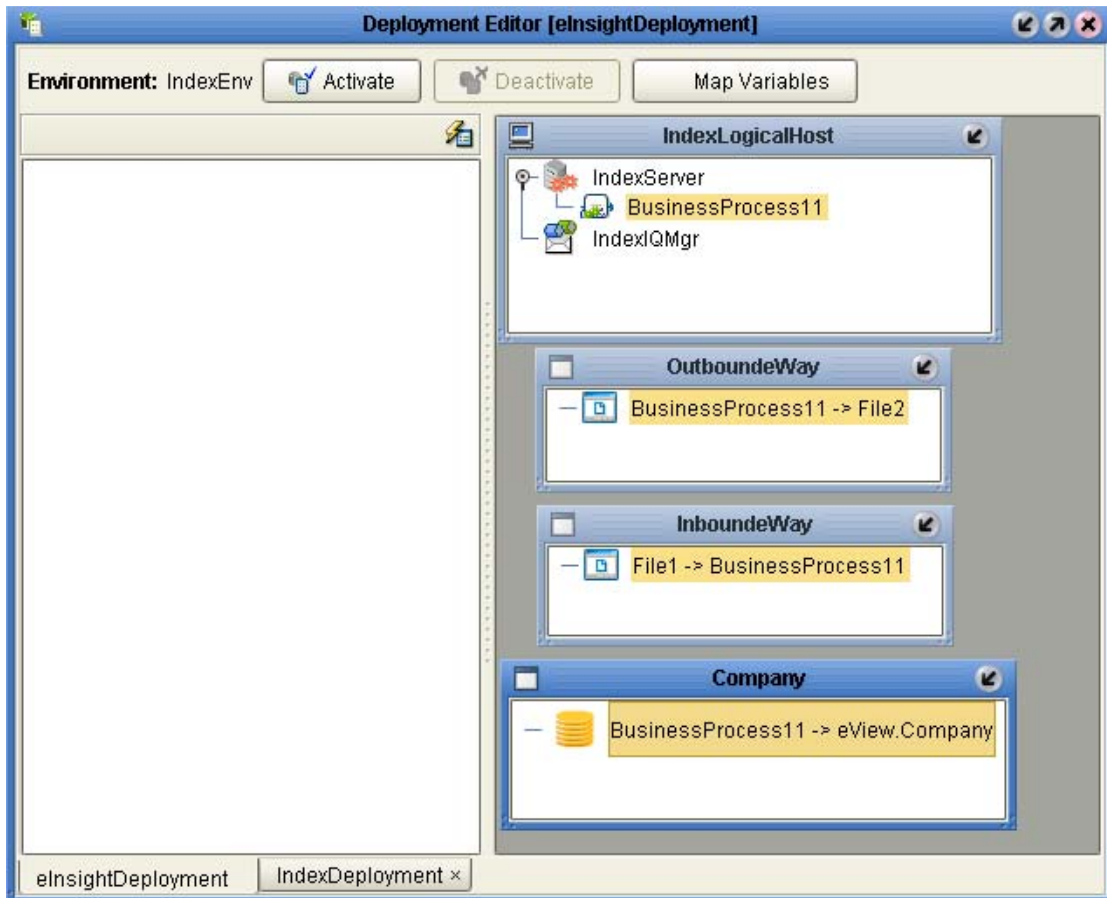 Deployment Editor [eInsightDeployment]
Environment: IndexEnv Activate Deactivate Map Variables
IndexLogicalHost
IndexServer
BusinessProcess11
IndexIQMgr
OutboundeWay
BusinessProcess11 -> File2
InboundeWay
File1 -> BusinessProcess11
Company
BusinessProcess11 -> eView.Company
eInsightDeployment IndexDeployment ×